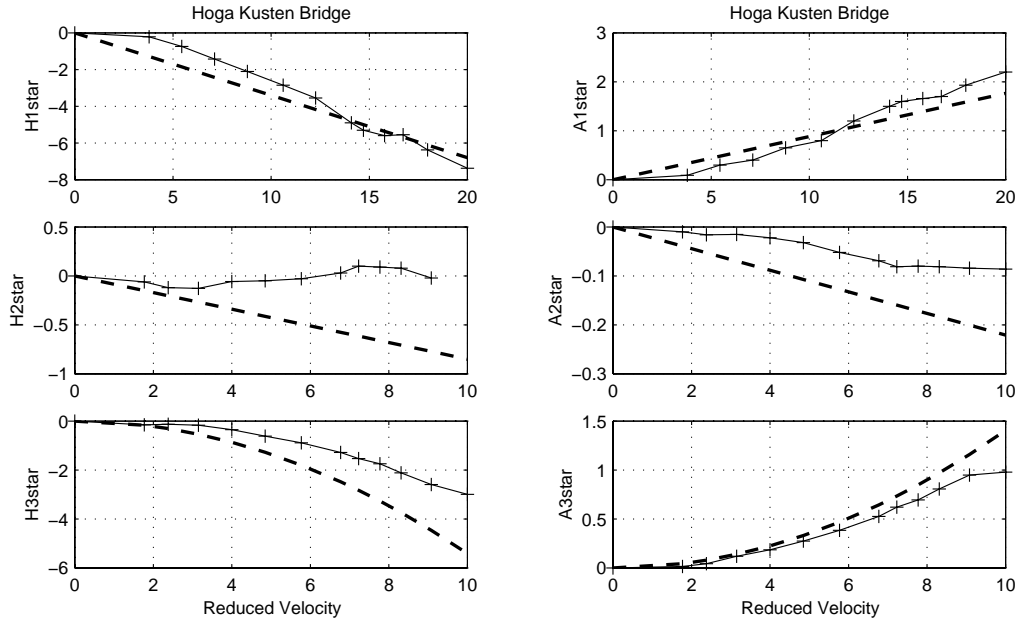 Hoga Kusten Bridge
0
−2
−4
−6
−8
H1star
0 5 10 15 20
Hoga Kusten Bridge
3
2
1
0
A1star
0 5 10 15 20
0.5
0
−0.5
−1
H2star
0 2 4 6 8 10
0
−0.1
−0.2
−0.3
A2star
0 2 4 6 8 10
0
−2
−4
−6
H3star
0 2 4 6 8 10
Reduced Velocity
1.5
1
0.5
0
A3star
0 2 4 6 8 10
Reduced Velocity